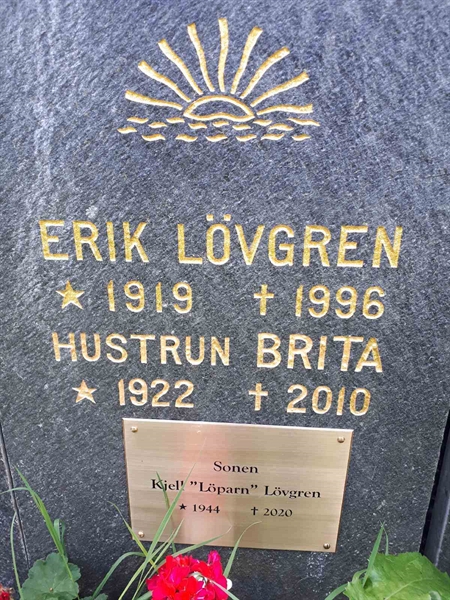 ERIK LÖVGREN
★ 1919 ✝ 1996
HUSTRUN BRITA
★ 1922 ✝ 2010
Sonen
Kjell "Löparn" Lövgren
★ 1944 ✝ 2020